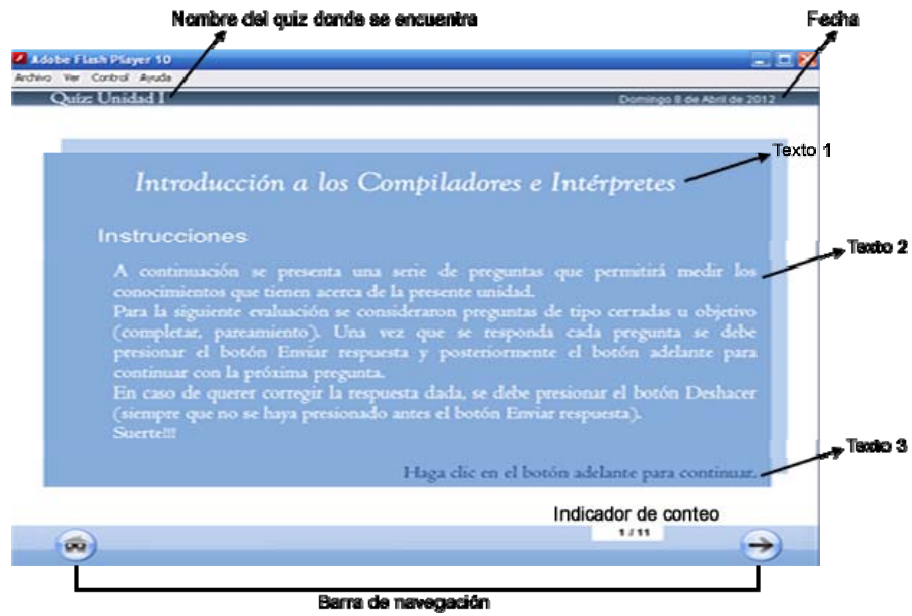 Nombre del quiz donde se encuentra
Fecha
Adobe Flash Player 10
Archivo Ver Control Ayuda
Quiz: Unidad I
Domingo 8 de Abril de 2012
Texto 1
Introducción a los Compiladores e Intérpretes
Instrucciones
Texto 2
A continuación se presenta una serie de preguntas que permitirá medir los
conocimientos que tienen acerca de la presente unidad.
Para la siguiente evaluación se consideraron preguntas de tipo cerradas u objetivo
(completar, pareamiento). Una vez que se responda cada pregunta se debe
presionar el botón Enviar respuesta y posteriormente el botón adelante para
continuar con la próxima pregunta.
En caso de querer corregir la respuesta dada, se debe presionar el botón Deshacer
(siempre que no se haya presionado antes el botón Enviar respuesta).
Suerte!!!
Texto 3
Haga clic en el botón adelante para continuar.
Indicador de conteo
1 / 11
Barra de navegación